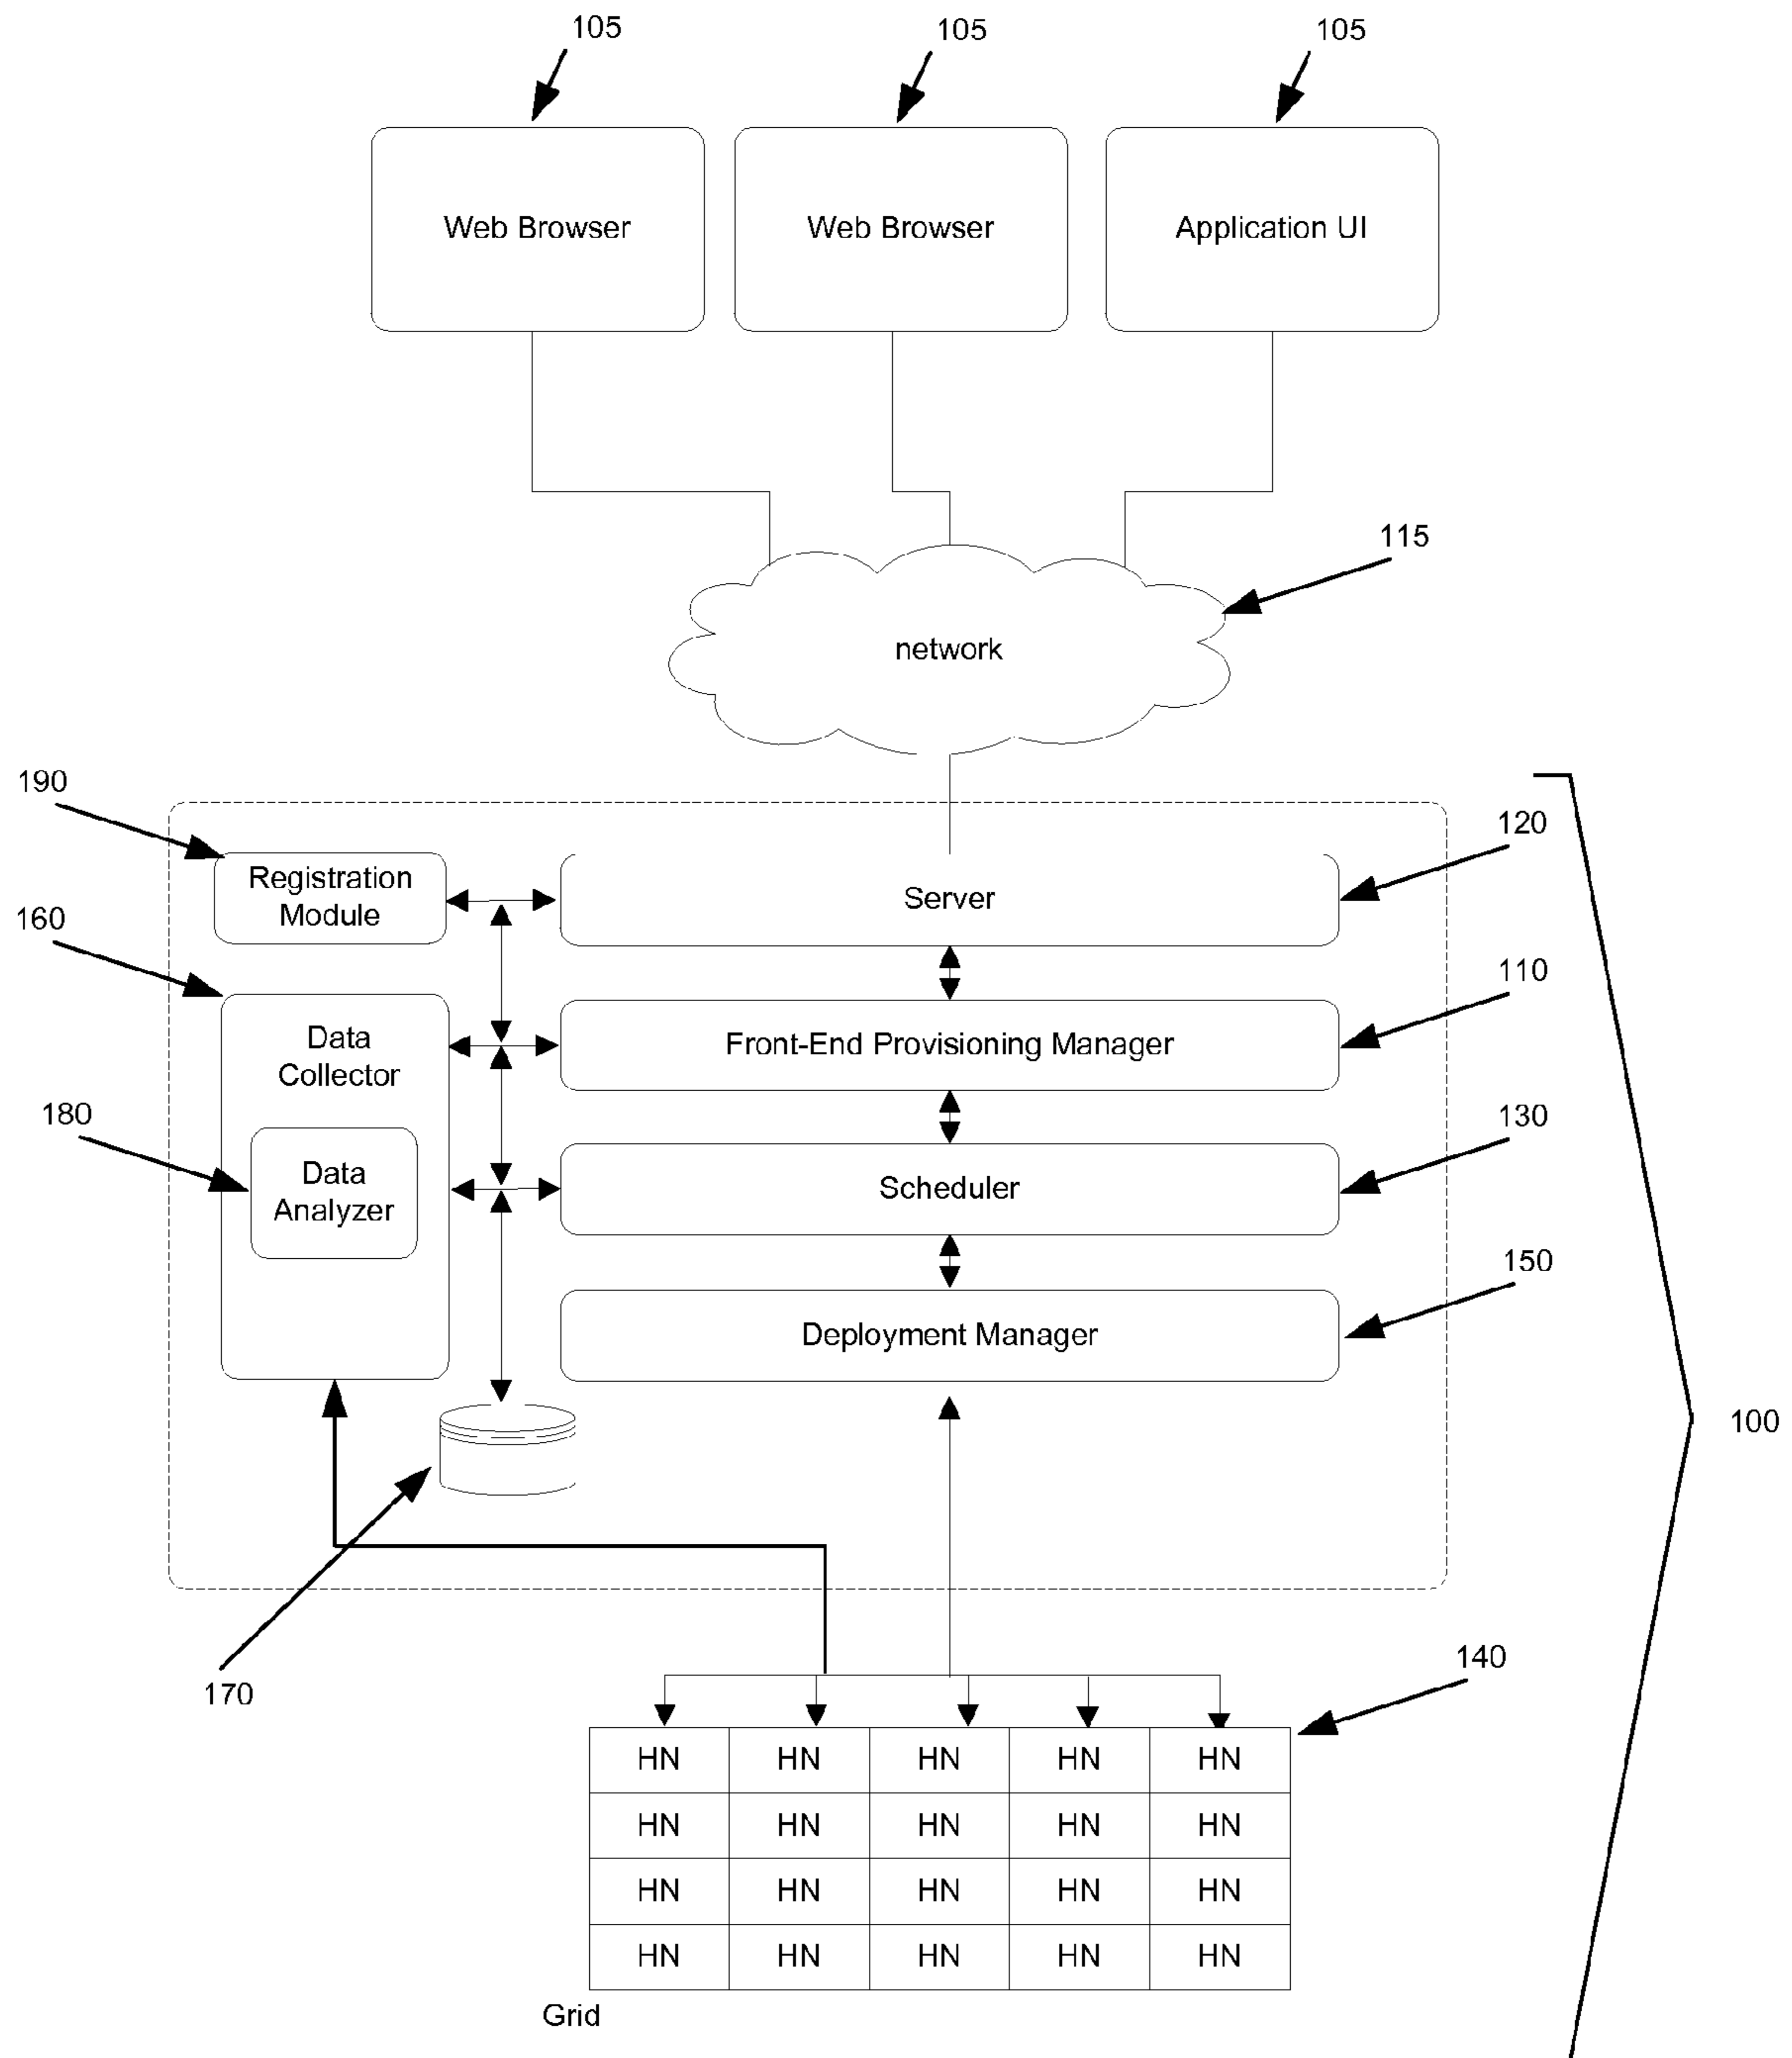 105
105
105
Web Browser
Web Browser
Application UI
115
network
190
120
Registration
Module
Server
160
110
Data
Collector
Front-End Provisioning Manager
180
130
Data
Analyzer
Scheduler
150
Deployment Manager
100
170
140
HN HN HN HN HN
HN HN HN HN HN
HN HN HN HN HN
HN HN HN HN HN
Grid